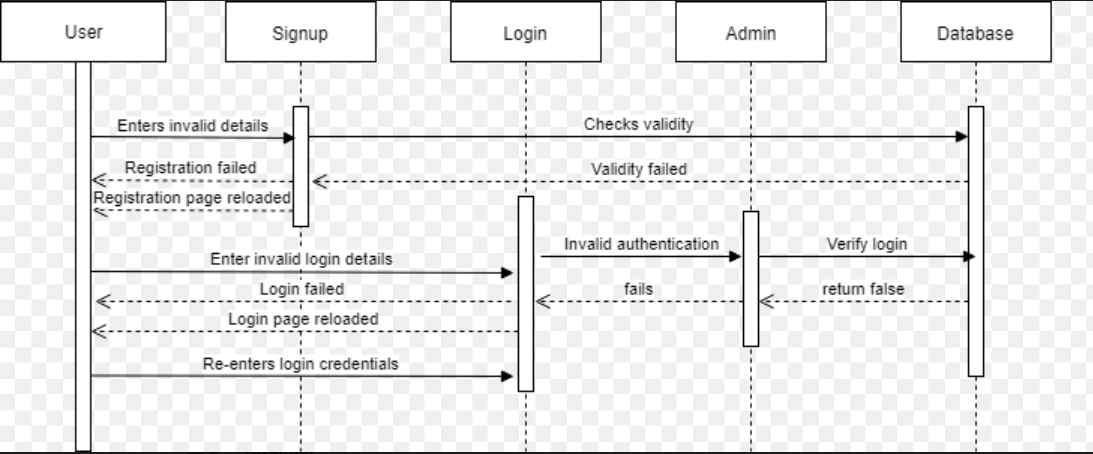 User
Signup
Login
Admin
Database
Enters invalid details
Checks validity
Registration failed
Validity failed
Registration page reloaded
Invalid authentication
Verify login
Enter invalid login details
Login failed
fails
return false
Login page reloaded
Re-enters login credentials